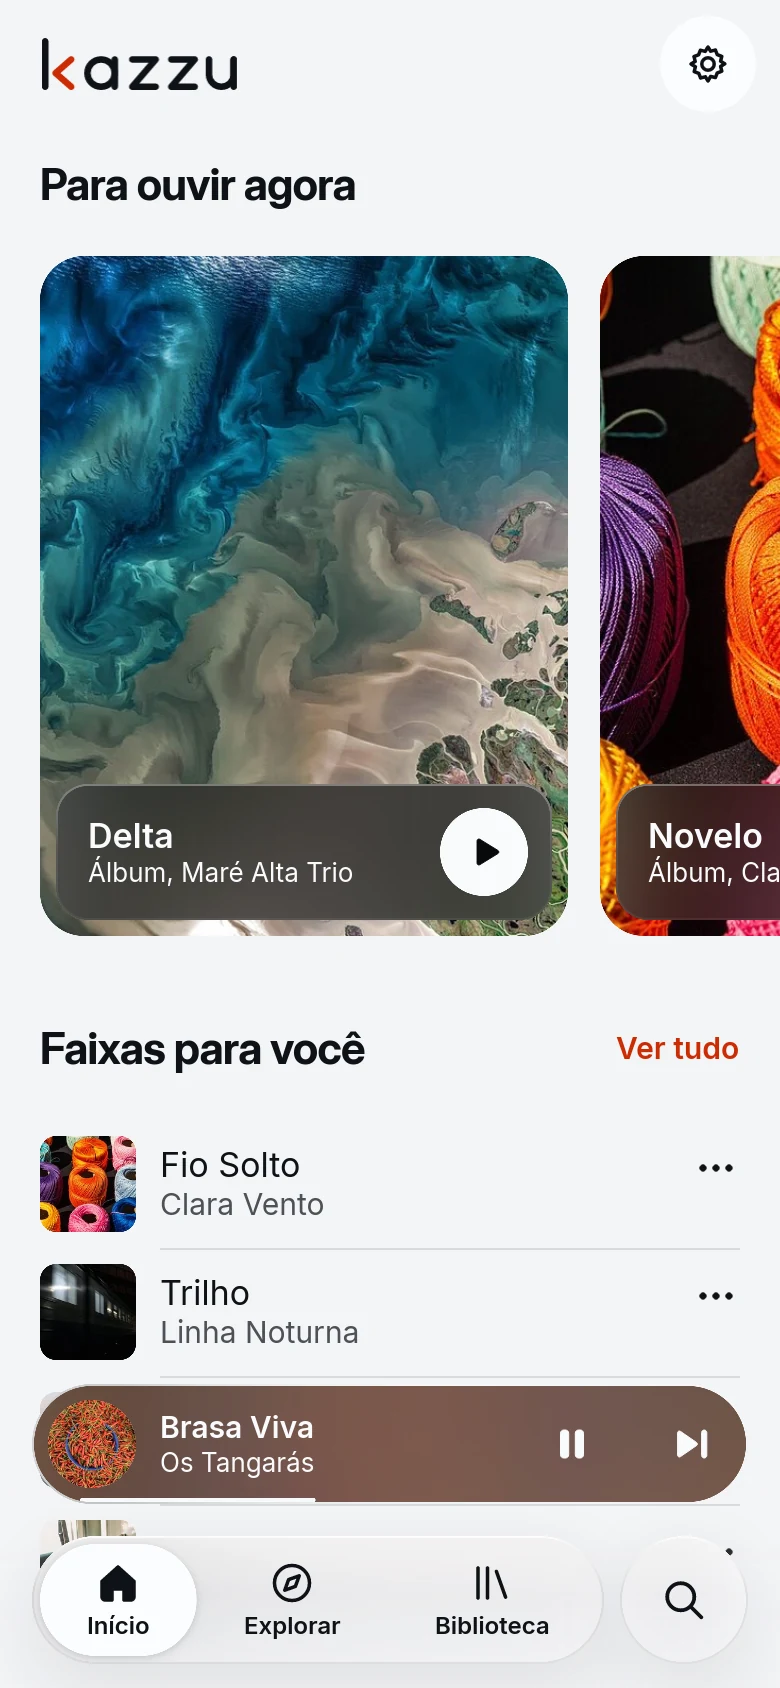 kazzu
Para ouvir agora
Delta
Álbum, Maré Alta Trio
Novelo
Álbum, Cla
Faixas para você
Ver tudo
Fio Solto
Clara Vento
Trilho
Linha Noturna
Brasa Viva
Os Tangarás
Início
Explorar
Biblioteca